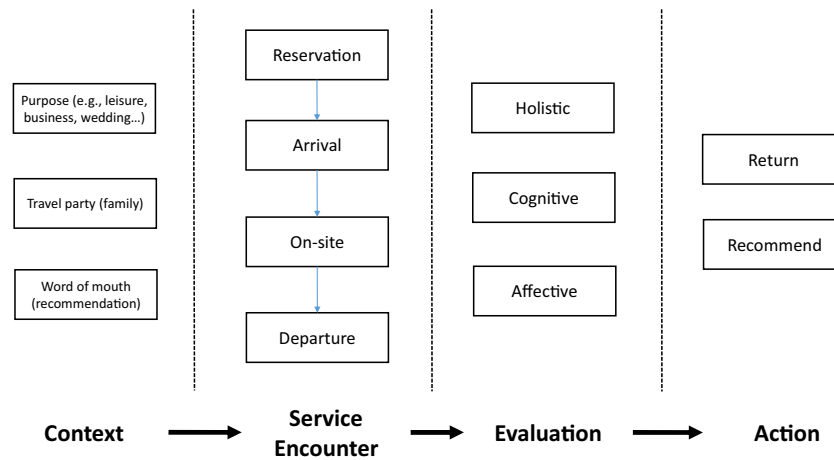 Purpose (e.g., leisure,
business, wedding...)
Travel party (family)
Word of mouth
(recommendation)
Reservation
Arrival
On-site
Departure
Holistic
Cognitive
Affective
Return
Recommend
Context
Service
Encounter
Evaluation
Action